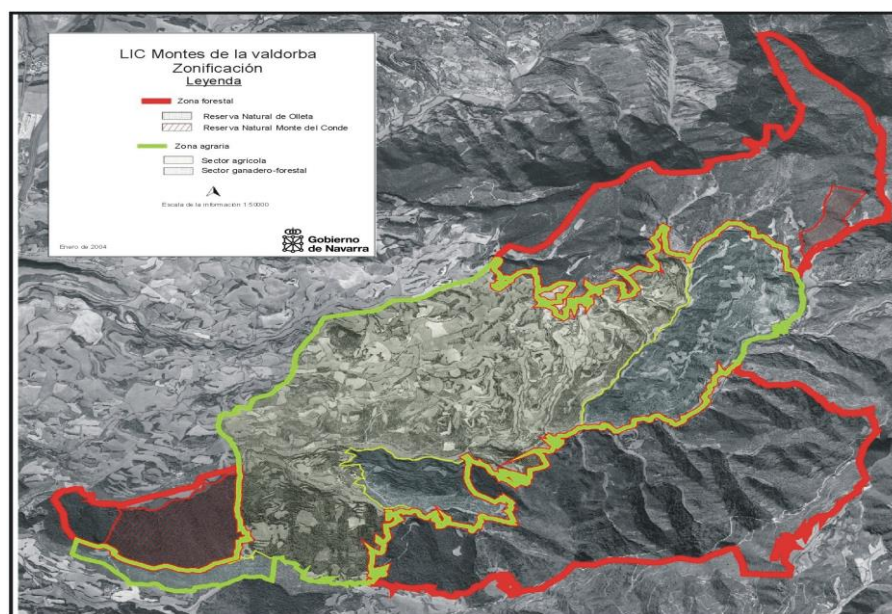 LIC Montes de la valdorba
Zonificación
Leyenda
Zona forestal
Reserva Natural de Olleta
Reserva Natural Monte del Conde
Zona agraria
Sector agrícola
Sector ganadero-forestal
Escala de la información 1:50000
Enero de 2004
Gobierno
de Navarra